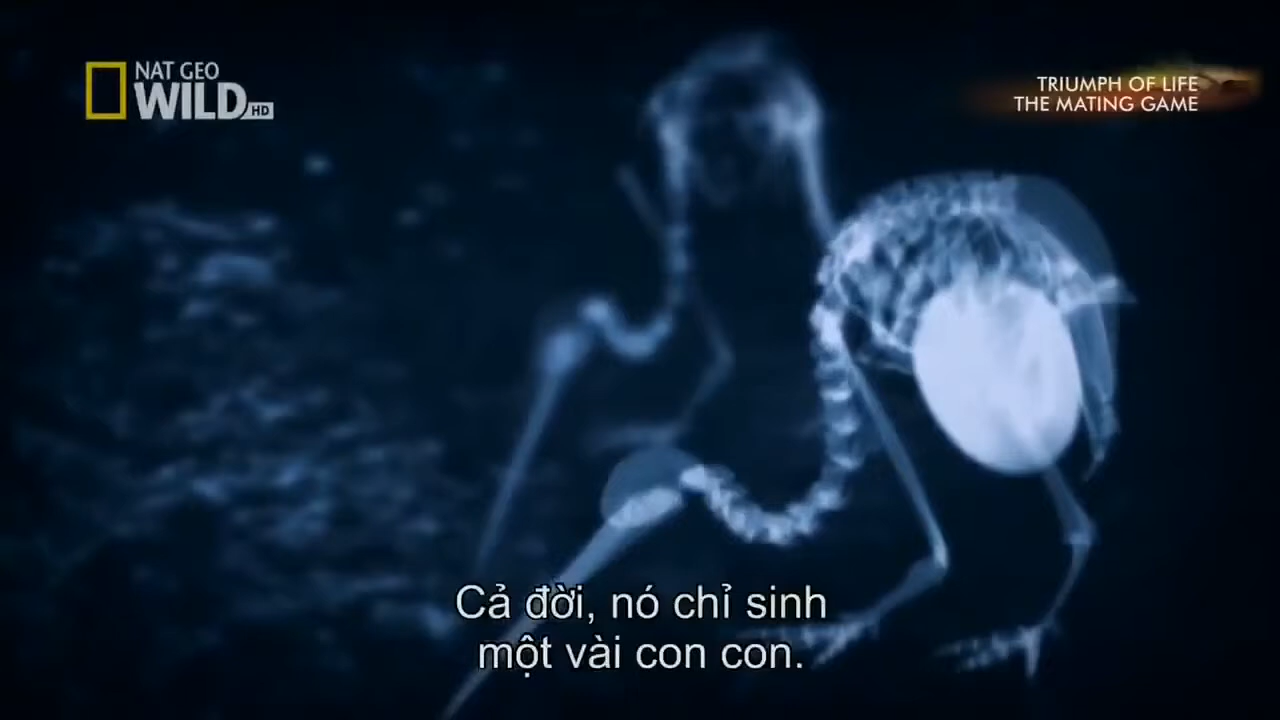 NAT GEO
WILD HD
TRIUMPH OF LIFE
THE MATING GAME
Cả đời, nó chỉ sinh
một vài con con.